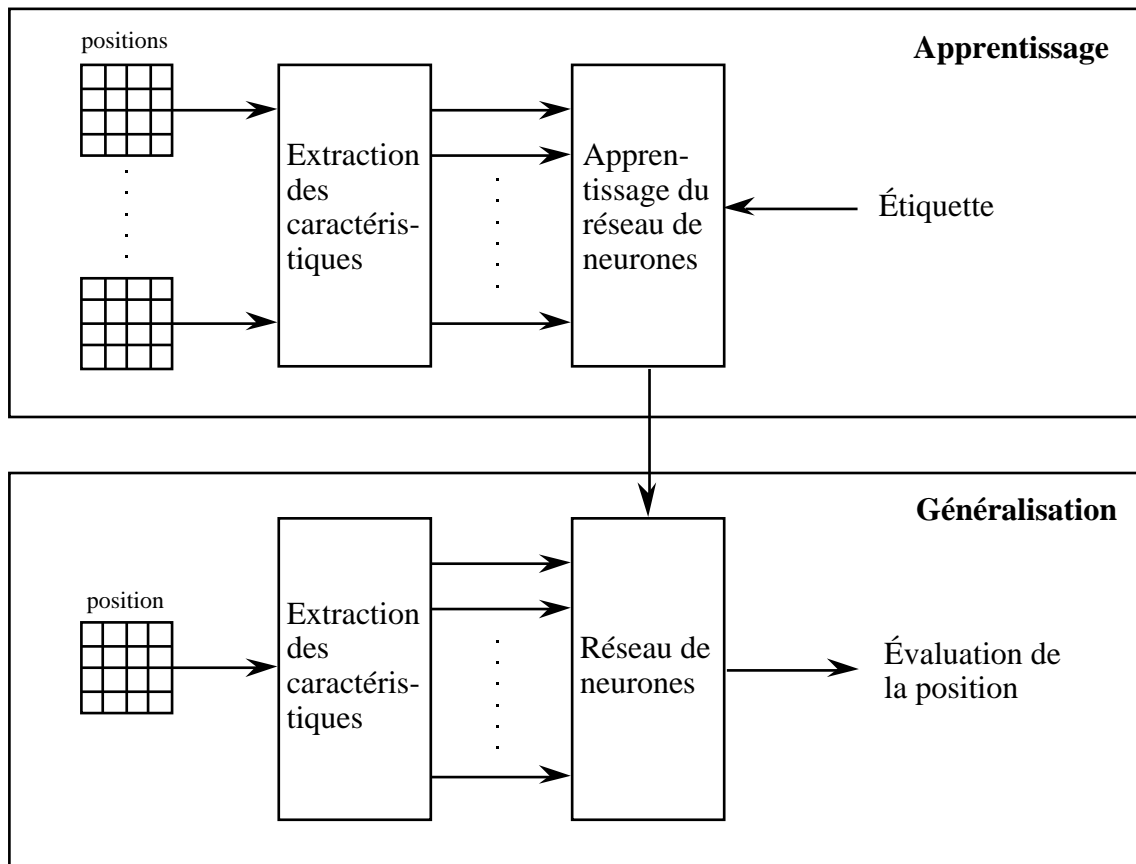 positions
Apprentissage
Extraction
des
caractéris-
tiques
Appren-
tissage du
réseau de
neurones
Étiquette
Généralisation
position
Extraction
des
caractéris-
tiques
Réseau de
neurones
Évaluation de
la position